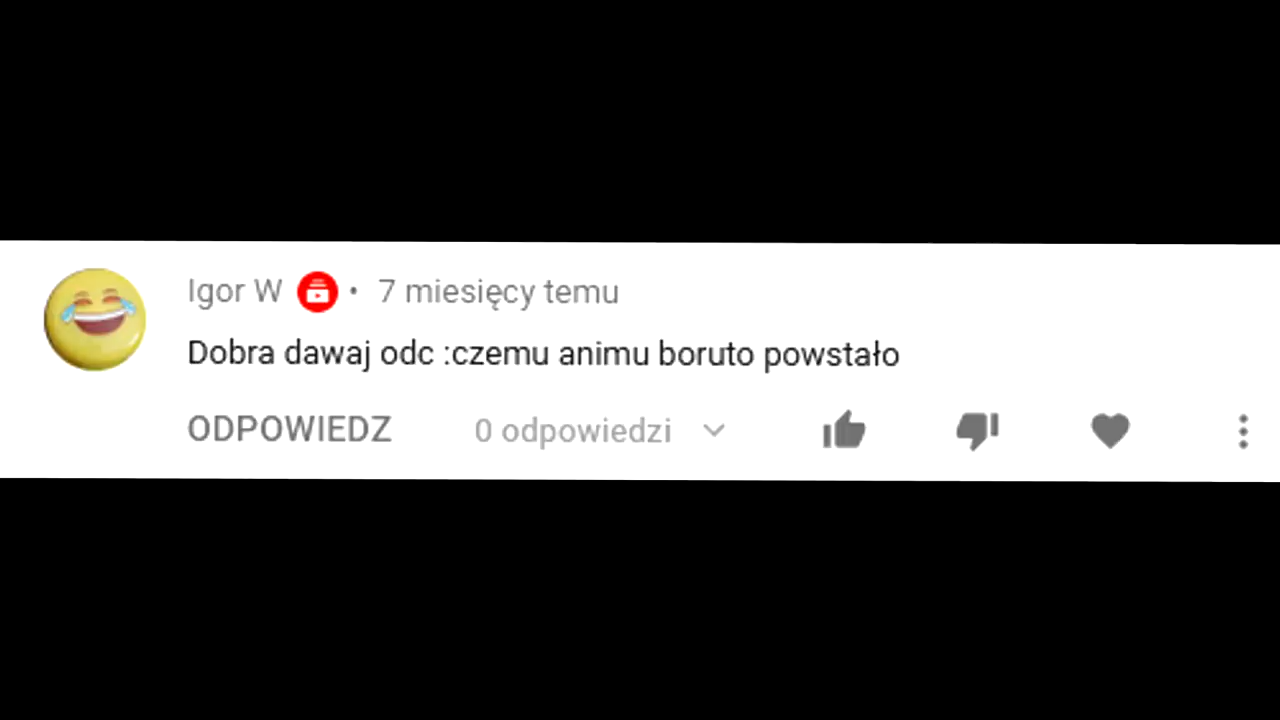 Igor W • 7 miesięcy temu
Dobra dawaj odc :czemu animu boruto powstało
ODPOWIEDZ 0 odpowiedzi